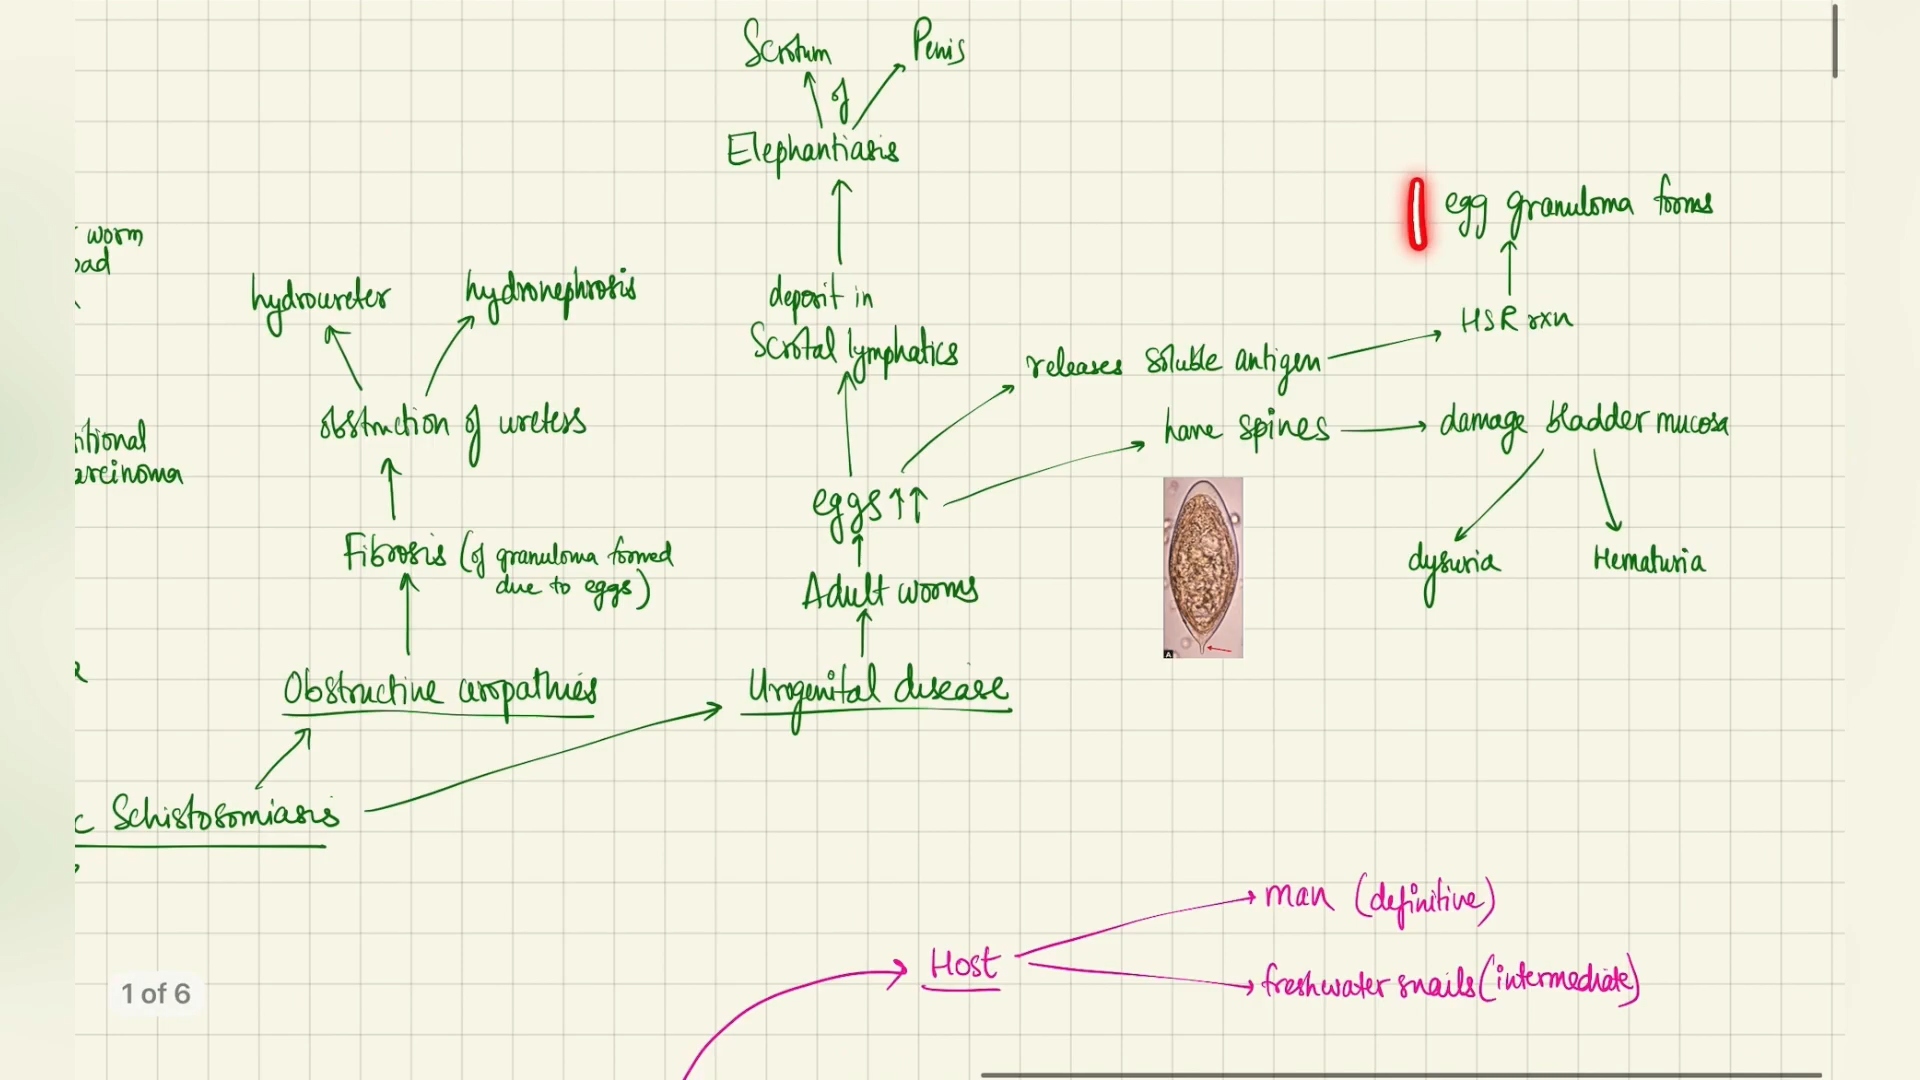 Scrotum
Penis
of
Elephantiasis
egg granuloma forms
worm
hydroureter
hydronephrosis
deposit in
Scrotal lymphatics
HSR rxn
releases soluble antigen
obstruction of ureters
have spines
damage bladder mucosa
eggs↑↑
Fibrosis (of granuloma formed
due to eggs)
Adult worms
dysuria
Hematuria
A
Obstructive uropathies
Urogenital disease
Schistosomiasis
man (definitive)
Host
freshwater snails (intermediate)
1 of 6